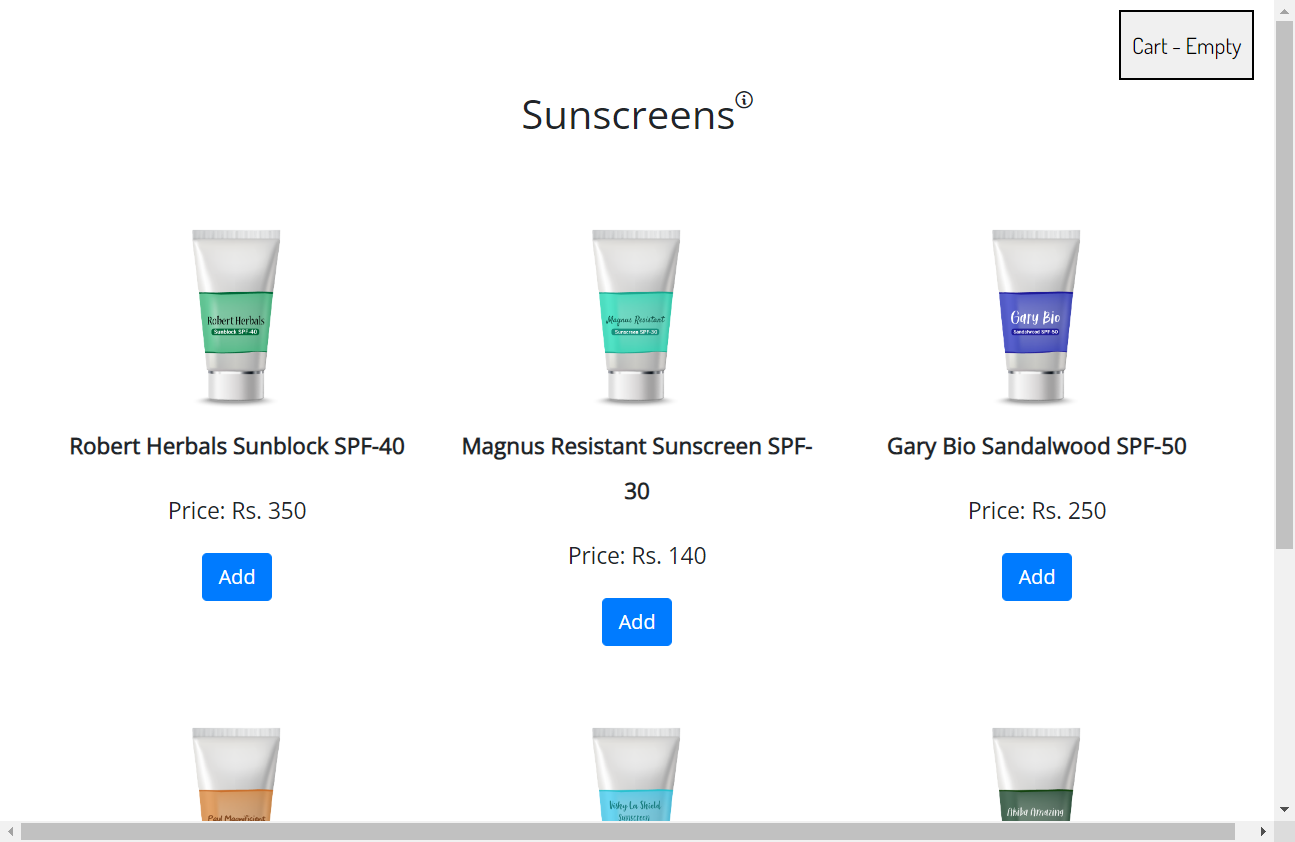 Cart - Empty
Sunscreens
Robert Herbals
Sunblock SPF-40
Magnus Resistant
Sunscreen SPF-30
Gary Bio
Sandalwood SPF-50
Robert Herbals Sunblock SPF-40
Magnus Resistant Sunscreen SPF-
30
Gary Bio Sandalwood SPF-50
Price: Rs. 350
Price: Rs. 140
Price: Rs. 250
Add
Add
Add
Vishy La Shield
Sunscreen
Ahiba Amazing